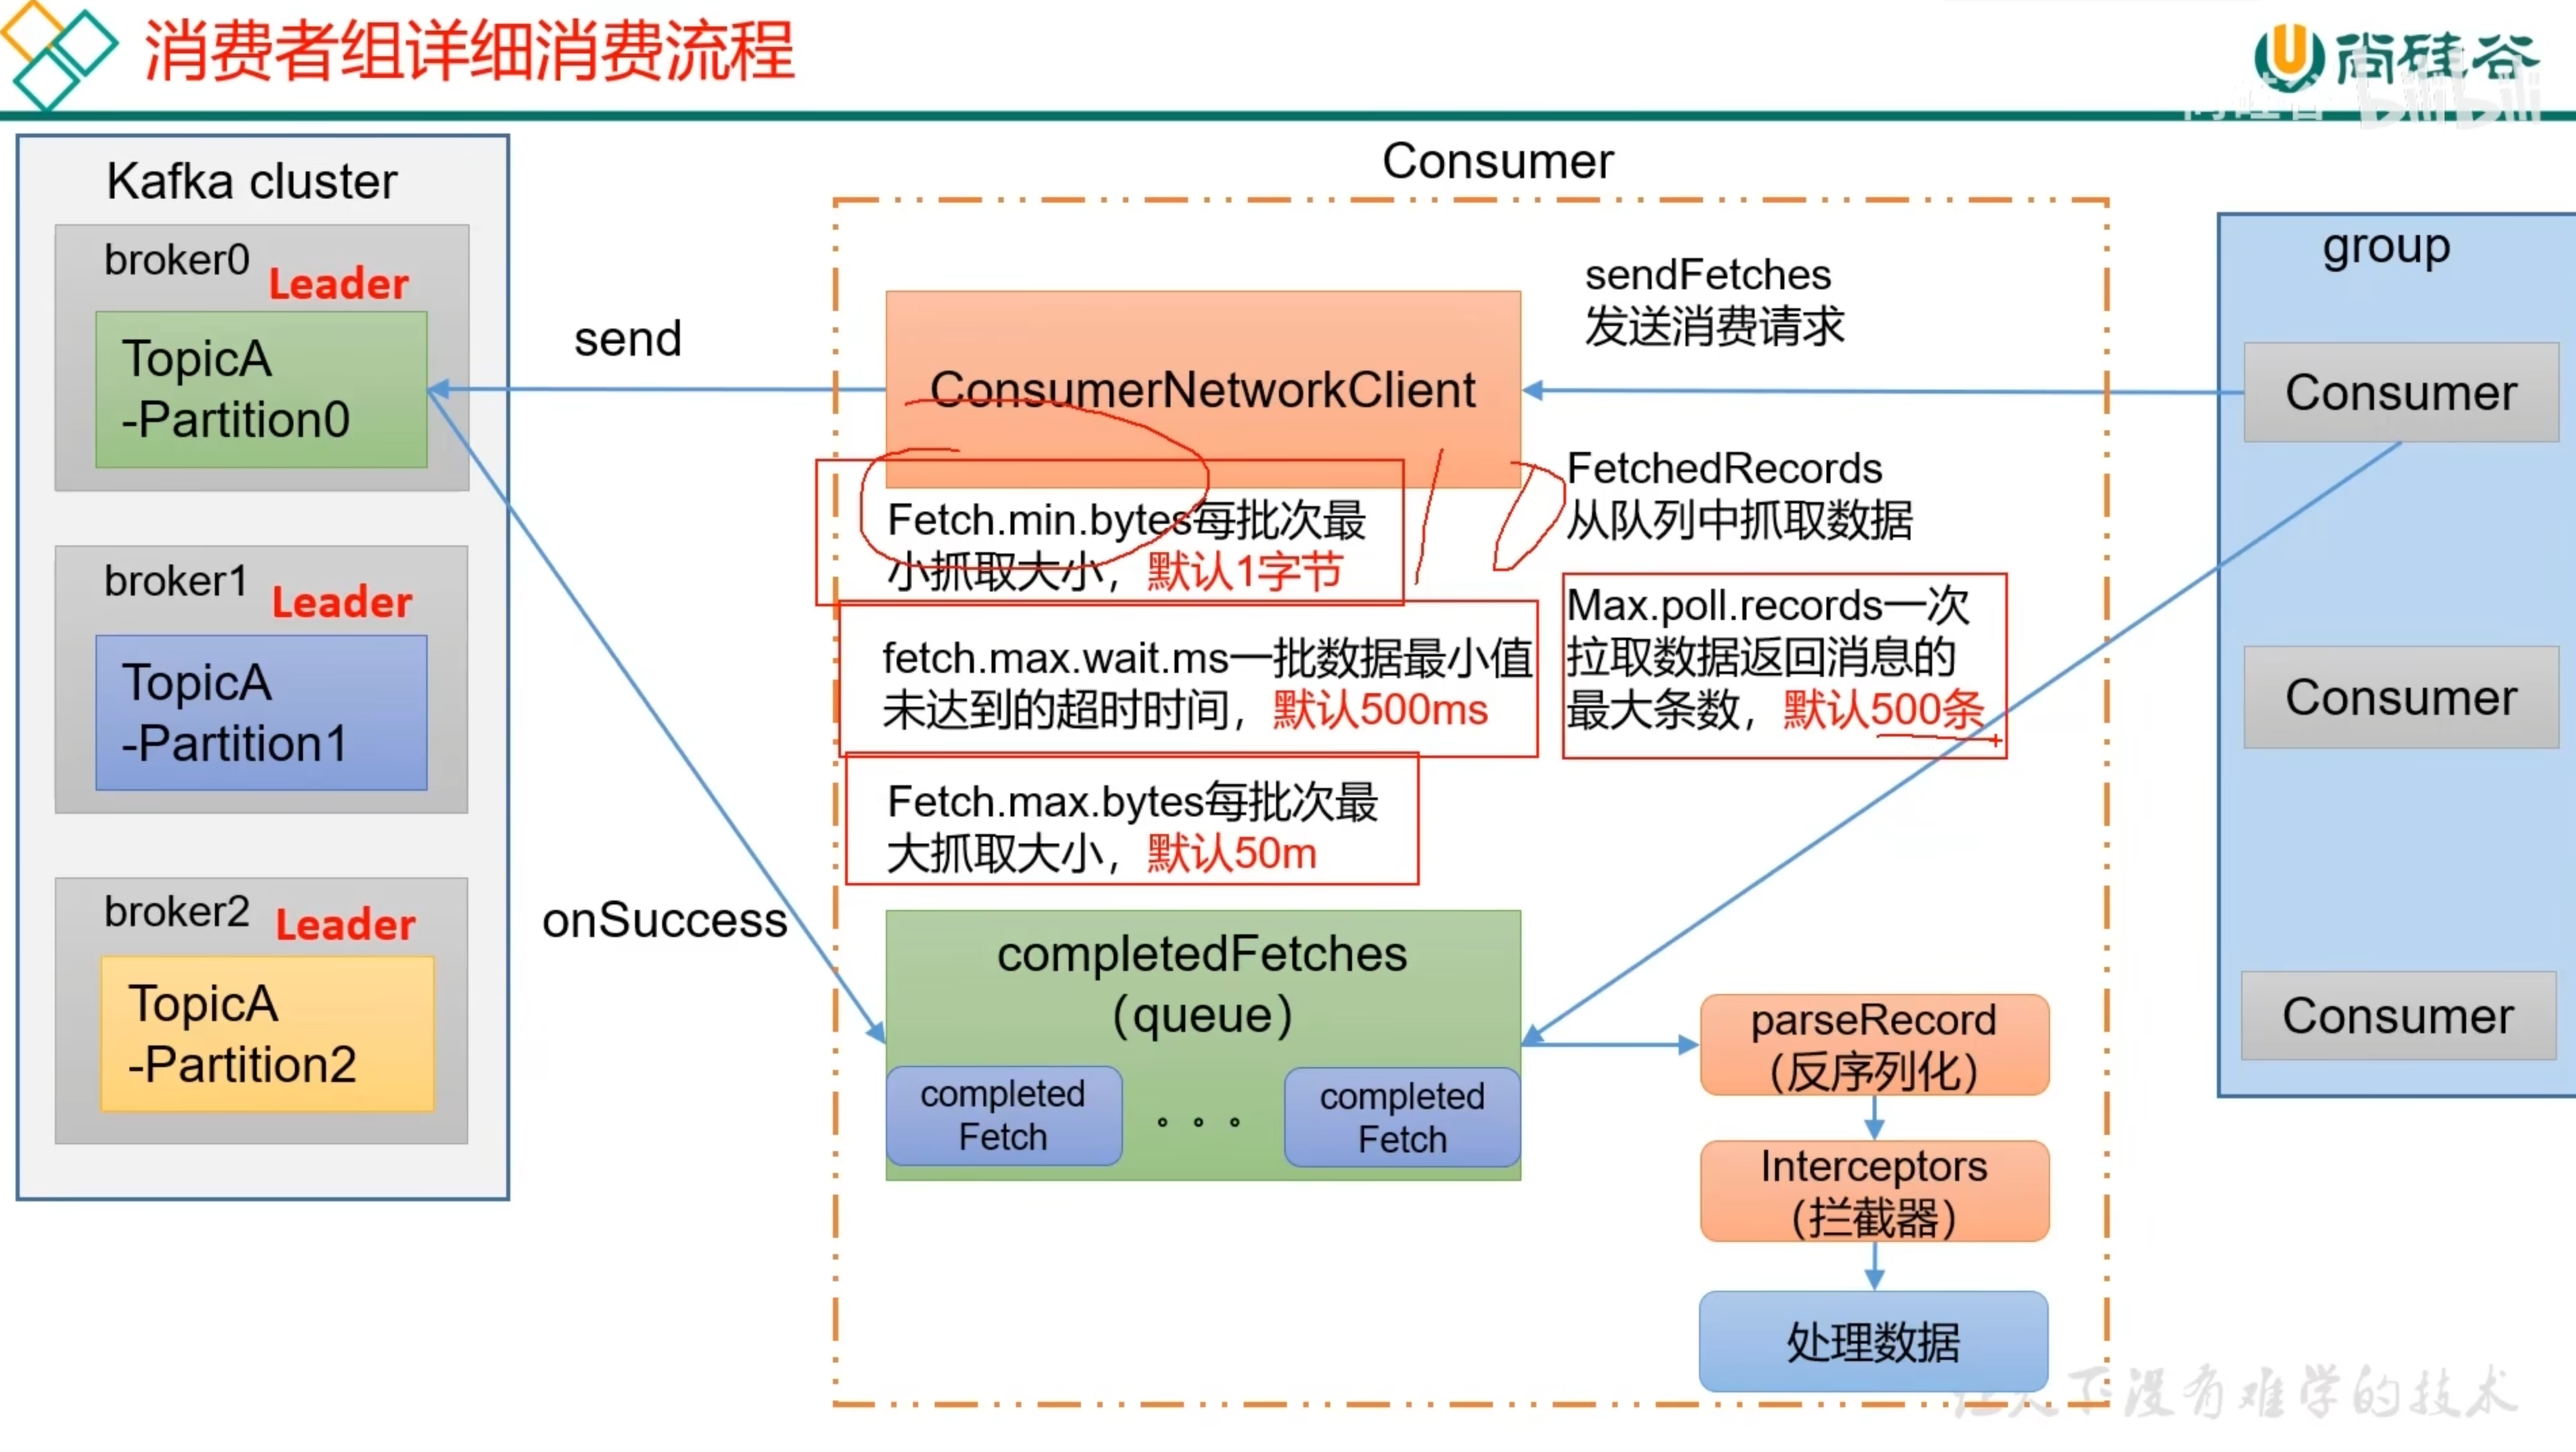 消费者组详细消费流程
尚硅谷
尚硅谷 bilibili
Kafka cluster
broker0
Leader
TopicA
-Partition0
broker1
Leader
TopicA
-Partition1
broker2
Leader
TopicA
-Partition2
send
onSuccess
Consumer
ConsumerNetworkClient
Fetch.min.bytes每批次最
小抓取大小，默认1字节
fetch.max.wait.ms一批数据最小值
未达到的超时时间，默认500ms
Fetch.max.bytes每批次最
大抓取大小，默认50m
completedFetches
（queue）
completed
Fetch
completed
Fetch
sendFetches
发送消费请求
FetchedRecords
从队列中抓取数据
Max.poll.records一次
拉取数据返回消息的
最大条数，默认500条
parseRecord
（反序列化）
Interceptors
（拦截器）
处理数据
group
Consumer
Consumer
Consumer
让天下没有难学的技术